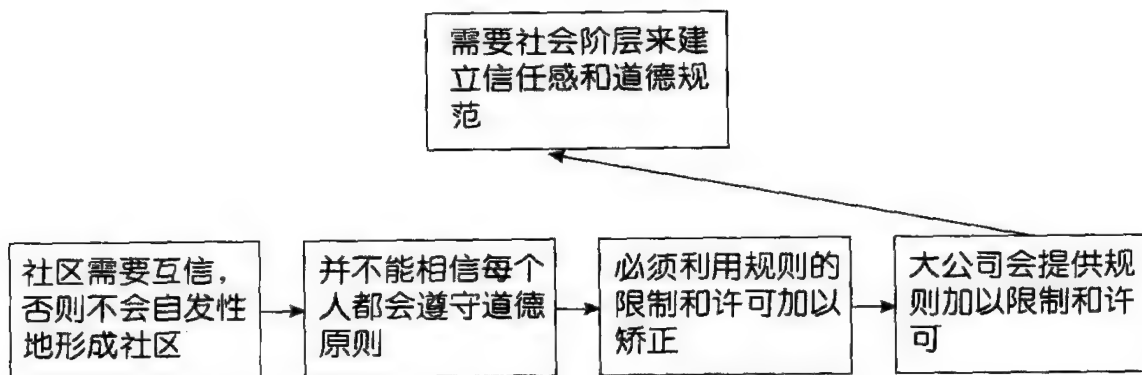 需要社会阶层来建
立信任感和道德规
范
社区需要互信，
否则不会自发性
地形成社区
并不能相信每个
人都会遵守道德
原则
必须利用规则的
限制和许可加以
矫正
大公司会提供规
则加以限制和许
可